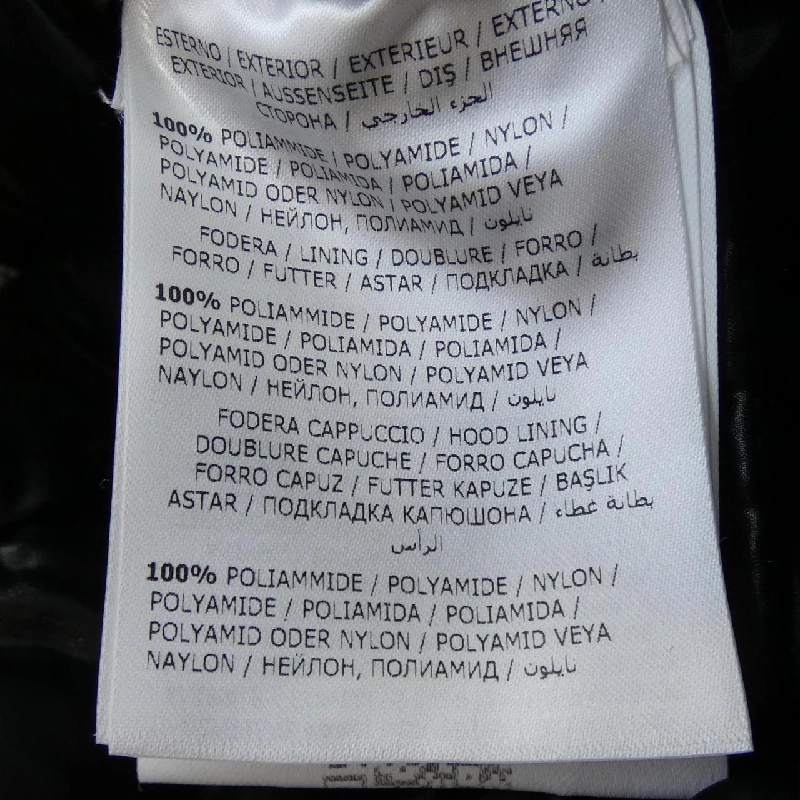 ESTERNO / EXTERIOR / EXTERIEUR / EXTERNO /
EXTERIOR / AUSSENSEITE / DIŞ / ВНЕШНЯЯ
СТОРОНА / الجزء الخارجي
100% POLIAMMIDE / POLYAMIDE / NYLON /
POLYAMIDE / POLIAMIDA / POLIAMIDA /
POLYAMID ODER NYLON / POLYAMID VEYA
NAYLON / НЕЙЛОН, ПОЛИАМИД / نايلون
FODERA / LINING / DOUBLURE / FORRO /
FORRO / FUTTER / ASTAR / ПОДКЛАДКА / بطانة
100% POLIAMMIDE / POLYAMIDE / NYLON /
POLYAMIDE / POLIAMIDA / POLIAMIDA /
POLYAMID ODER NYLON / POLYAMID VEYA
NAYLON / НЕЙЛОН, ПОЛИАМИД / نايلون
FODERA CAPPUCCIO / HOOD LINING /
DOUBLURE CAPUCHE / FORRO CAPUCHA /
FORRO CAPUZ / FUTTER KAPUZE / BAŞLIK
ASTAR / ПОДКЛАДКА КАПЮШОНА / بطانة غطاء
الرأس
100% POLIAMMIDE / POLYAMIDE / NYLON /
POLYAMIDE / POLIAMIDA / POLIAMIDA /
POLYAMID ODER NYLON / POLYAMID VEYA
NAYLON / НЕЙЛОН, ПОЛИАМИД / نايلون